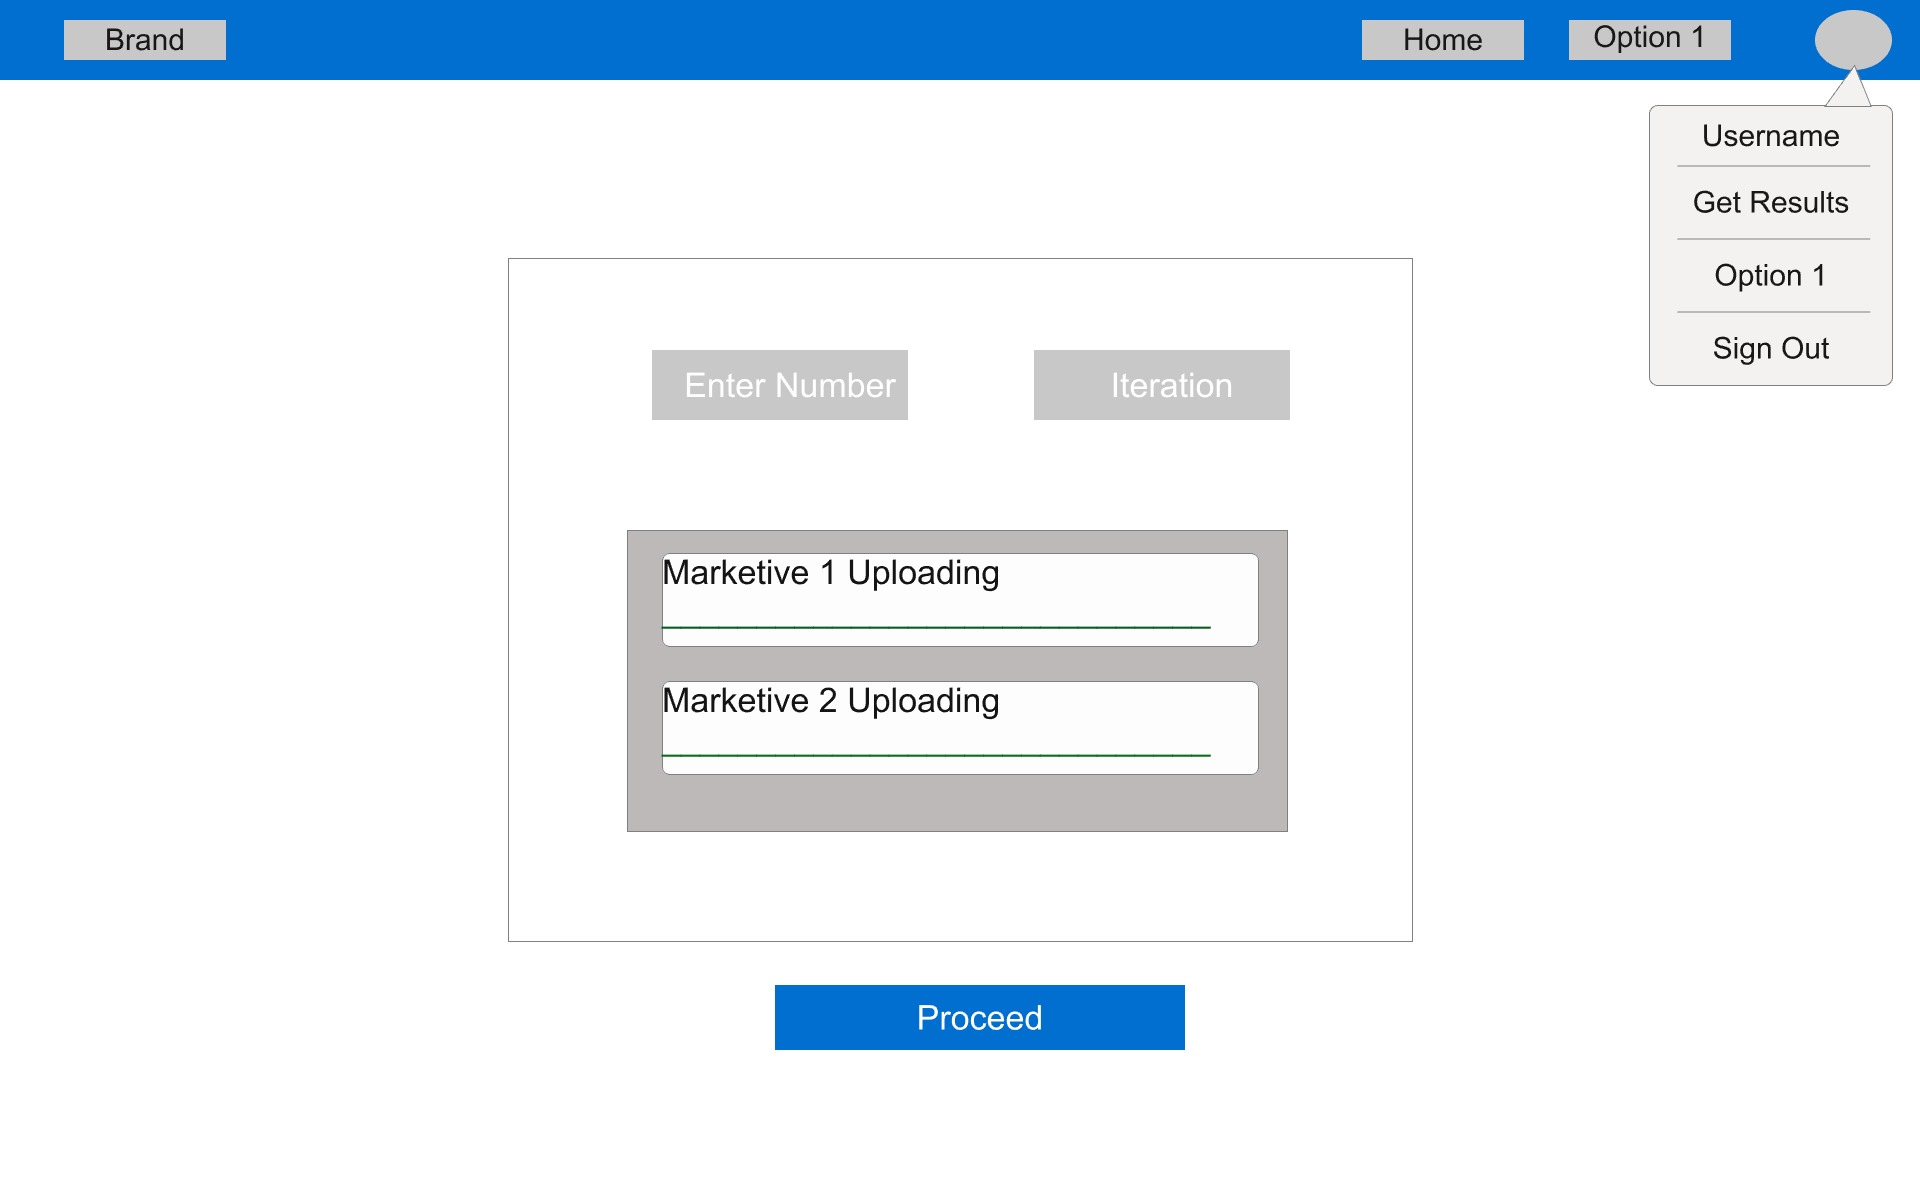 Brand
Home
Option 1
Username
Get Results
Option 1
Sign Out
Enter Number
Iteration
Marketive 1 Uploading
Marketive 2 Uploading
Proceed